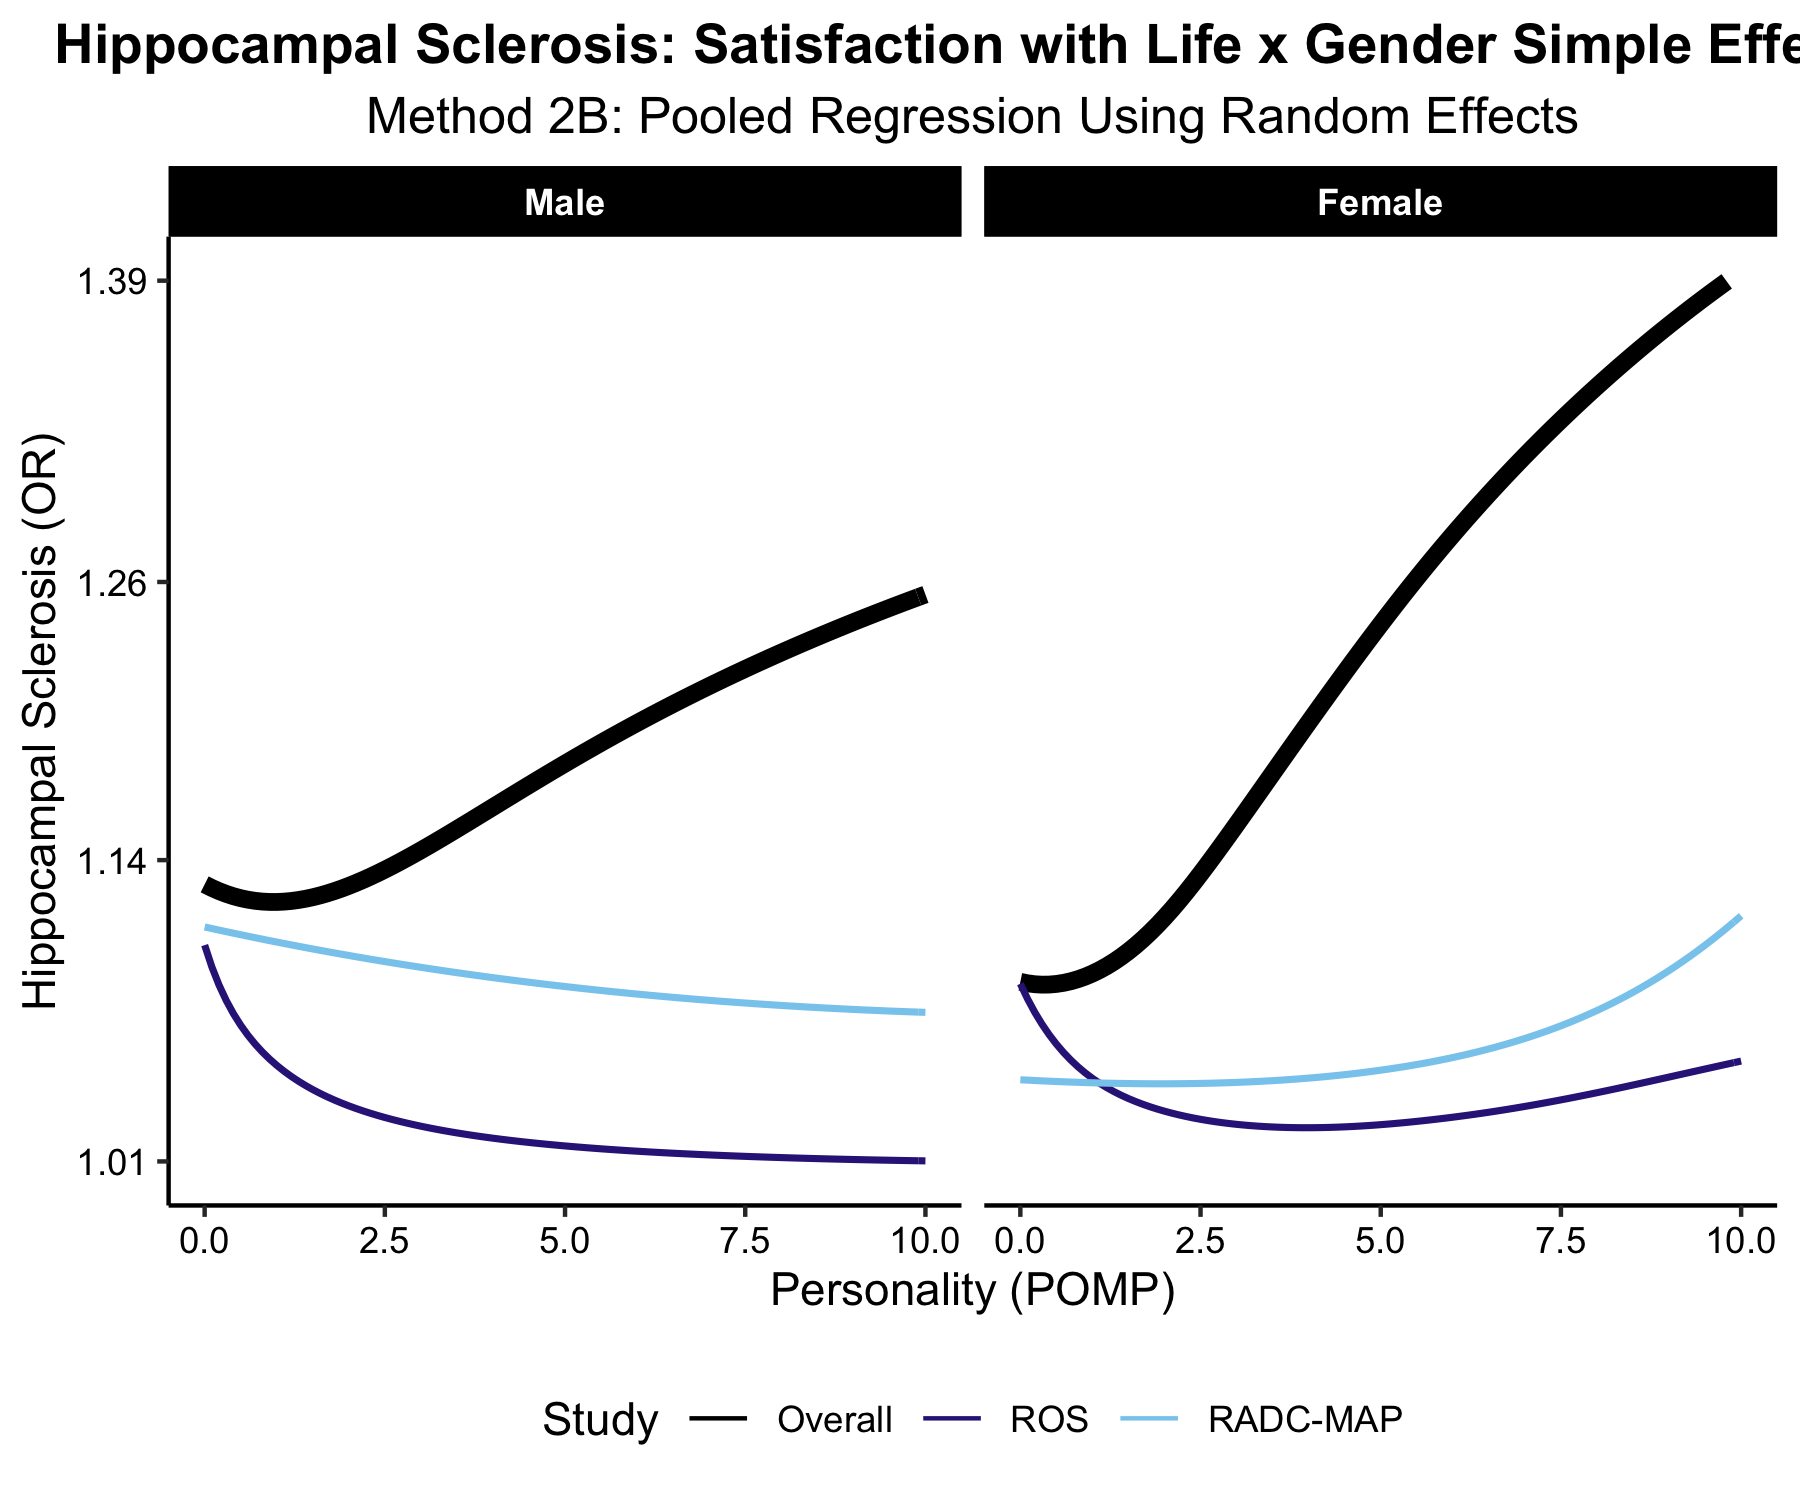 Hippocampal Sclerosis: Satisfaction with Life x Gender Simple Effe
Method 2B: Pooled Regression Using Random Effects
Male
Female
Hippocampal Sclerosis (OR)
1.39
1.26
1.14
1.01
0.0 2.5 5.0 7.5 10.0
0.0 2.5 5.0 7.5 10.0
Personality (POMP)
Study Overall ROS RADC-MAP